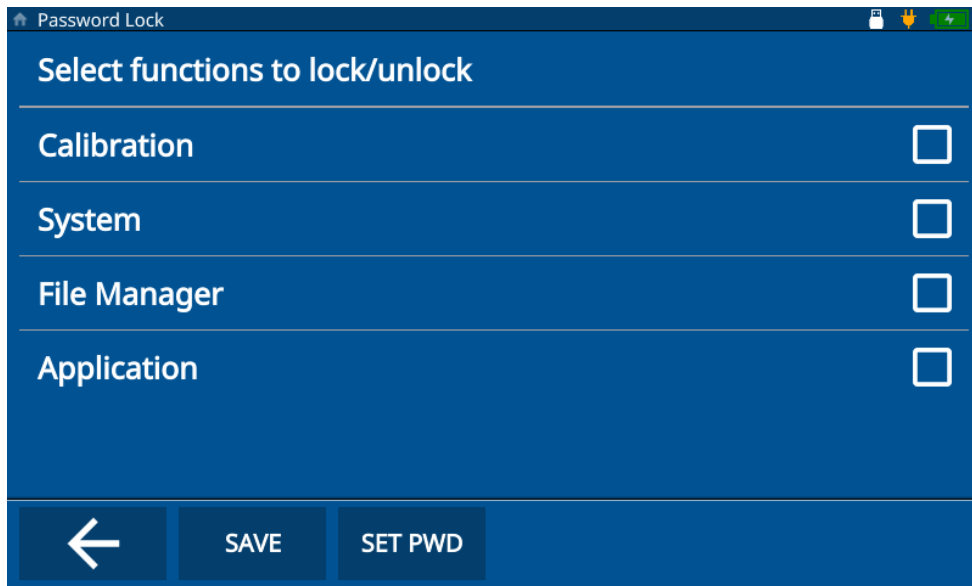 Password Lock
Select functions to lock/unlock
Calibration
System
File Manager
Application
SAVE SET PWD